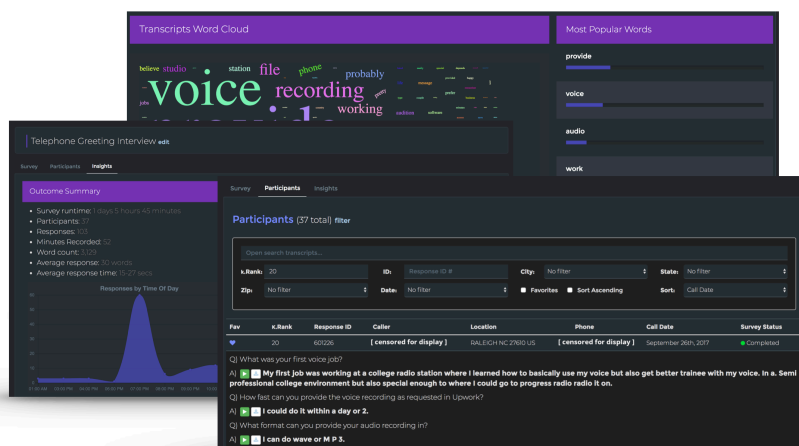 Transcripts Word Cloud
believe studio station file phone probably
voice recording
jobs working
audition software
Most Popular Words
provide
voice
audio
work
Telephone Greeting Interview edit
Survey Participants Insights
Outcome Summary
• Survey runtime: 1 days 5 hours 45 minutes
• Participants: 37
• Responses: 103
• Minutes Recorded: 52
• Word count: 3,129
• Average response: 30 words
• Average response time: 15-27 secs
Responses by Time Of Day
Survey Participants Insights
Participants (37 total) filter
Open search transcripts...
κ.Rank: 20 ID: Response ID # City: No filter State: No filter
Zip: No filter Date: No filter Favorites Sort Ascending Sort: Call Date
Fav κ.Rank Response ID Caller Location Phone Call Date Survey Status
20 601226 [ censored for display ] RALEIGH NC 27610 US [ censored for display ] September 26th, 2017 Completed
Q) What was your first voice job?
A) My first job was working at a college radio station where I learned how to basically use my voice but also get better trainee with my voice. In a. Semi
professional college environment but also special enough to where I could go to progress radio radio it on.
Q) How fast can you provide the voice recording as requested in Upwork?
A) I could do it within a day or 2.
Q) What format can you provide your audio recording in?
A) I can do wave or M P 3.